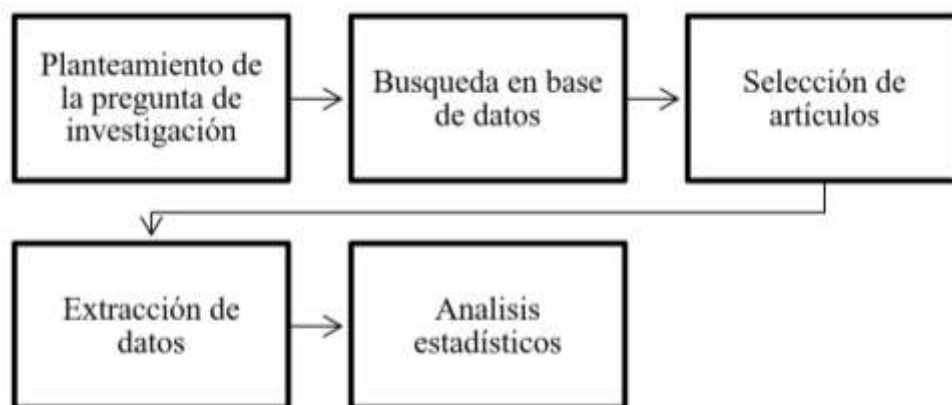 Planteamiento de
la pregunta de
investigación
Busqueda en base
de datos
Selección de
artículos
Extracción de
datos
Analisis
estadísticos